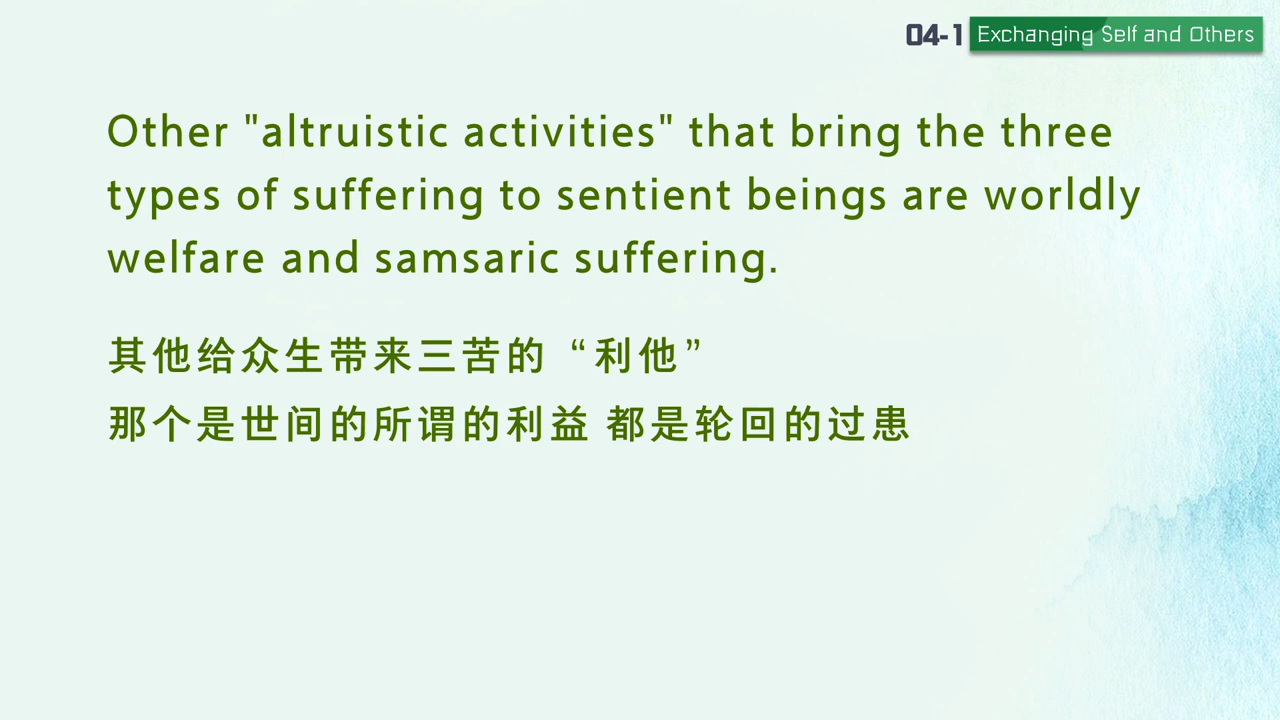 04-1 Exchanging Self and Others
Other "altruistic activities" that bring the three
types of suffering to sentient beings are worldly
welfare and samsaric suffering.
其他给众生带来三苦的“利他”
那个是世间的所谓的利益 都是轮回的过患